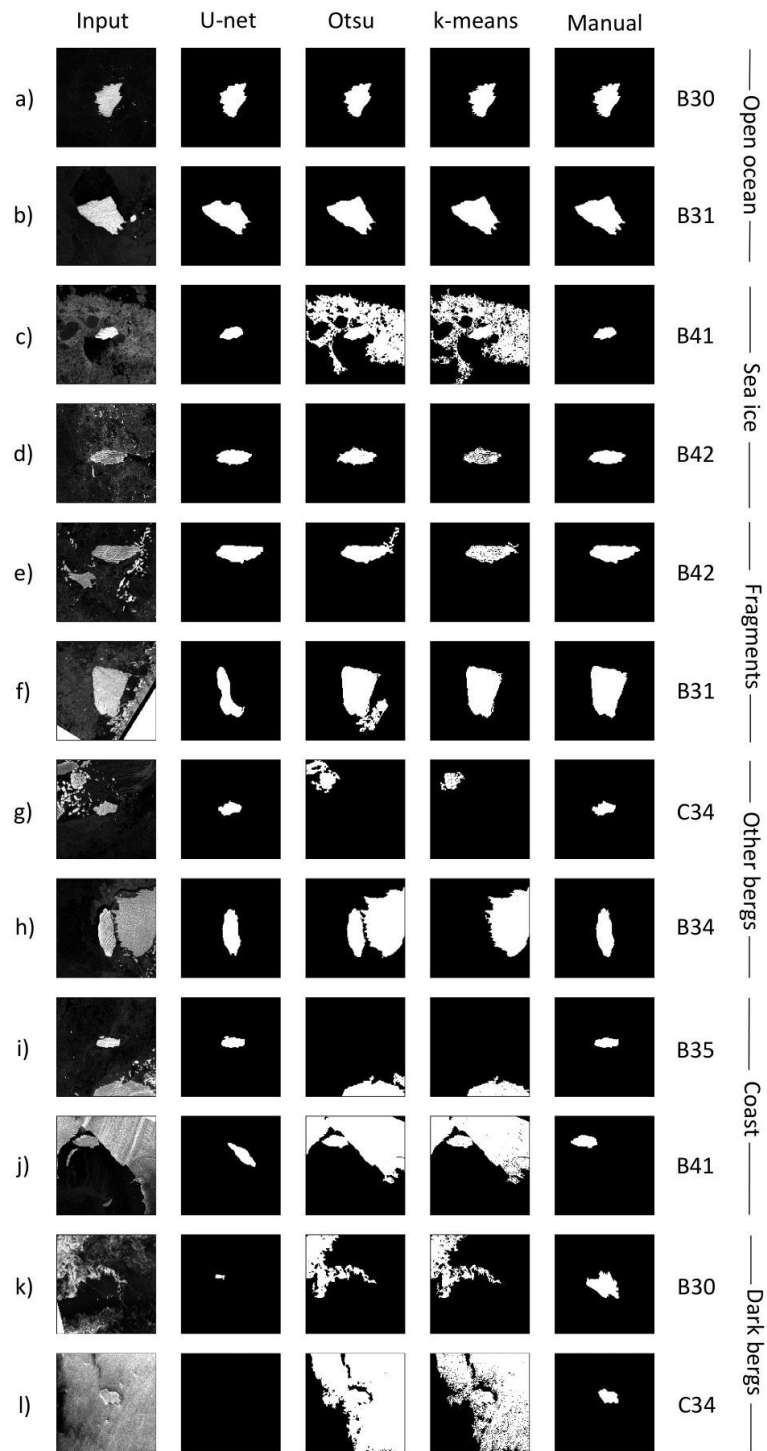 Input U-net Otsu k-means Manual
a) B30
b) B31
Open ocean
c) B41
d) B42
Sea ice
e) B42
f) B31
Fragments
g) C34
h) B34
Other bergs
i) B35
j) B41
Coast
k) B30
l) C34
Dark bergs